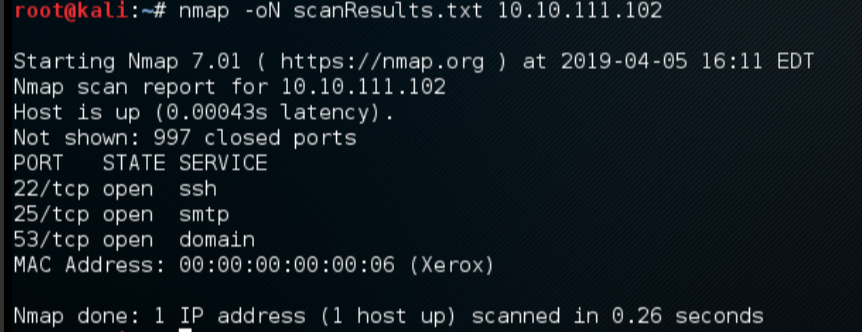 root@kali:~# nmap -oN scanResults.txt 10.10.111.102
Starting Nmap 7.01 ( https://nmap.org ) at 2019-04-05 16:11 EDT
Nmap scan report for 10.10.111.102
Host is up (0.00043s latency).
Not shown: 997 closed ports
PORT   STATE SERVICE
22/tcp open  ssh
25/tcp open  smtp
53/tcp open  domain
MAC Address: 00:00:00:00:00:06 (Xerox)
Nmap done: 1 IP address (1 host up) scanned in 0.26 seconds